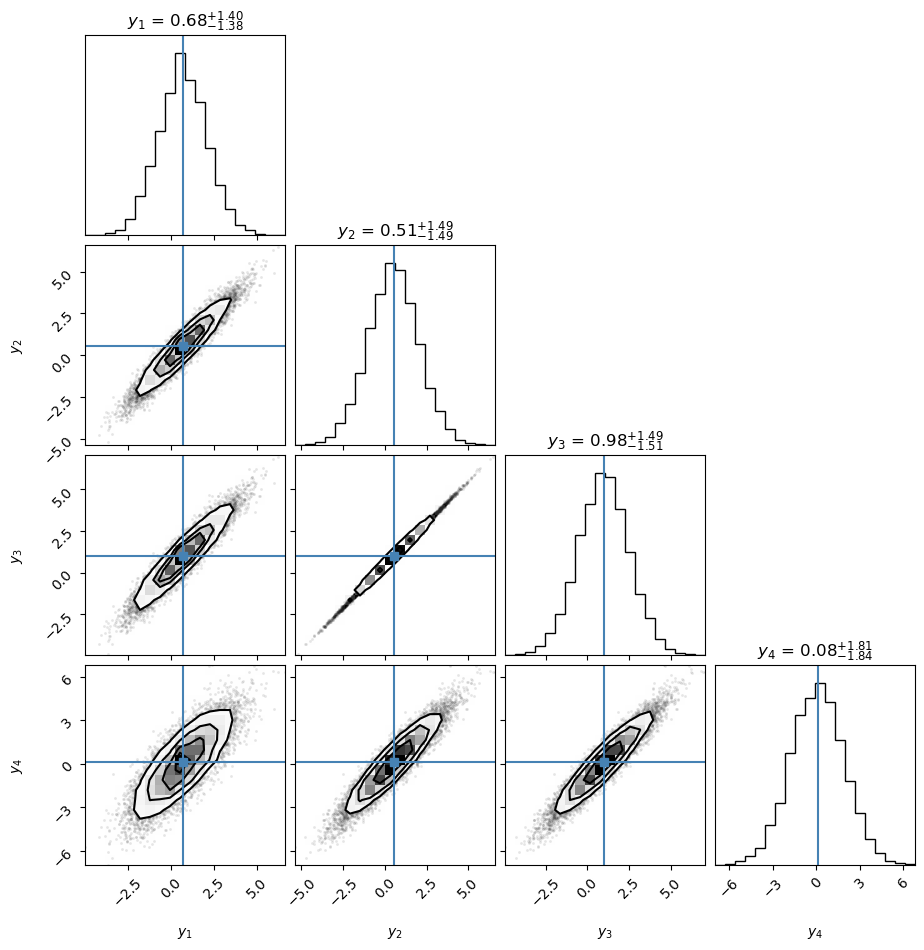 y₁ = 0.68+1.40−1.38
y₂ = 0.51+1.49−1.49
5.0
2.5
0.0
−2.5
−5.0
y₂
y₃ = 0.98+1.49−1.51
5.0
2.5
0.0
−2.5
y₃
y₄ = 0.08+1.81−1.84
6
3
0
−3
−6
y₄
−2.5 0.0 2.5 5.0 −5.0 −2.5 0.0 2.5 5.0 −2.5 0.0 2.5 5.0 −6 −3 0 3 6
y₁ y₂ y₃ y₄